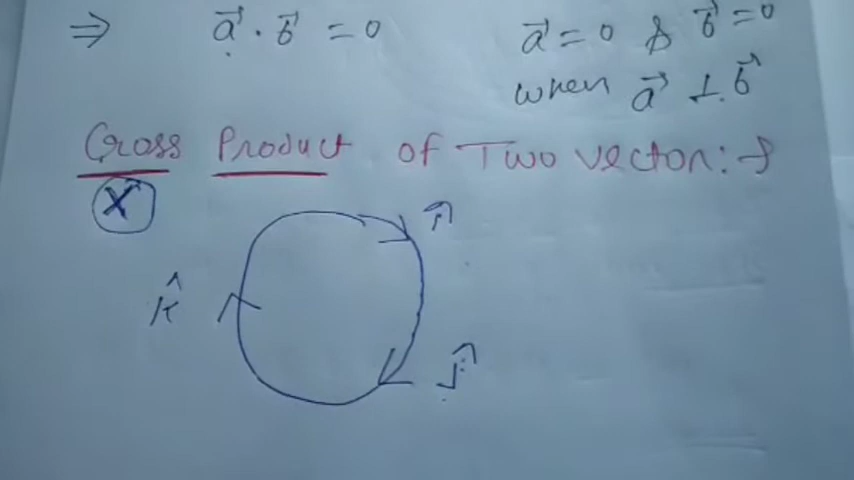 ⇒ a⃗ · b⃗ = 0 a⃗ = 0 & b⃗ = 0
when a⃗ ⊥ b⃗
Cross Product of Two vector:-
X
î
k̂
ĵ